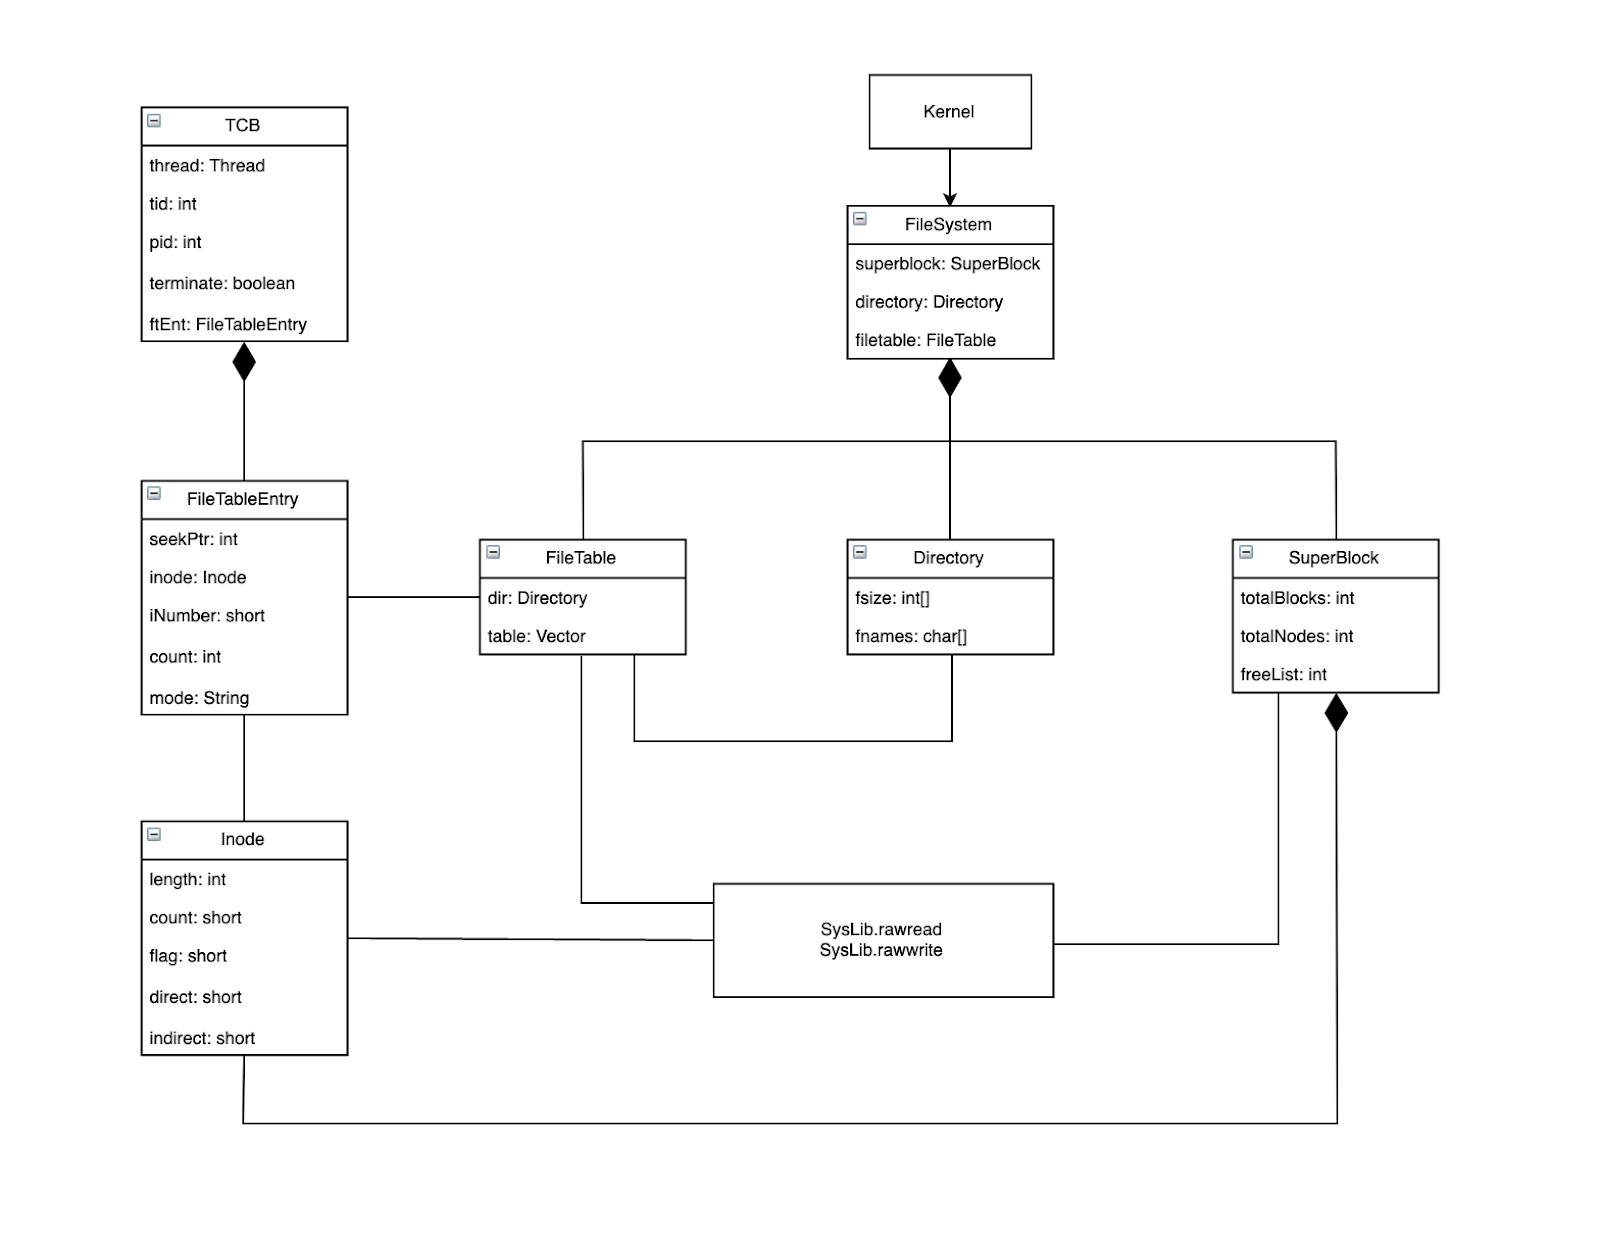 Kernel
TCB
thread: Thread
tid: int
pid: int
terminate: boolean
ftEnt: FileTableEntry
FileSystem
superblock: SuperBlock
directory: Directory
filetable: FileTable
FileTableEntry
seekPtr: int
inode: Inode
iNumber: short
count: int
mode: String
FileTable
dir: Directory
table: Vector
Directory
fsize: int[]
fnames: char[]
SuperBlock
totalBlocks: int
totalNodes: int
freeList: int
Inode
length: int
count: short
flag: short
direct: short
indirect: short
SysLib.rawread
SysLib.rawwrite